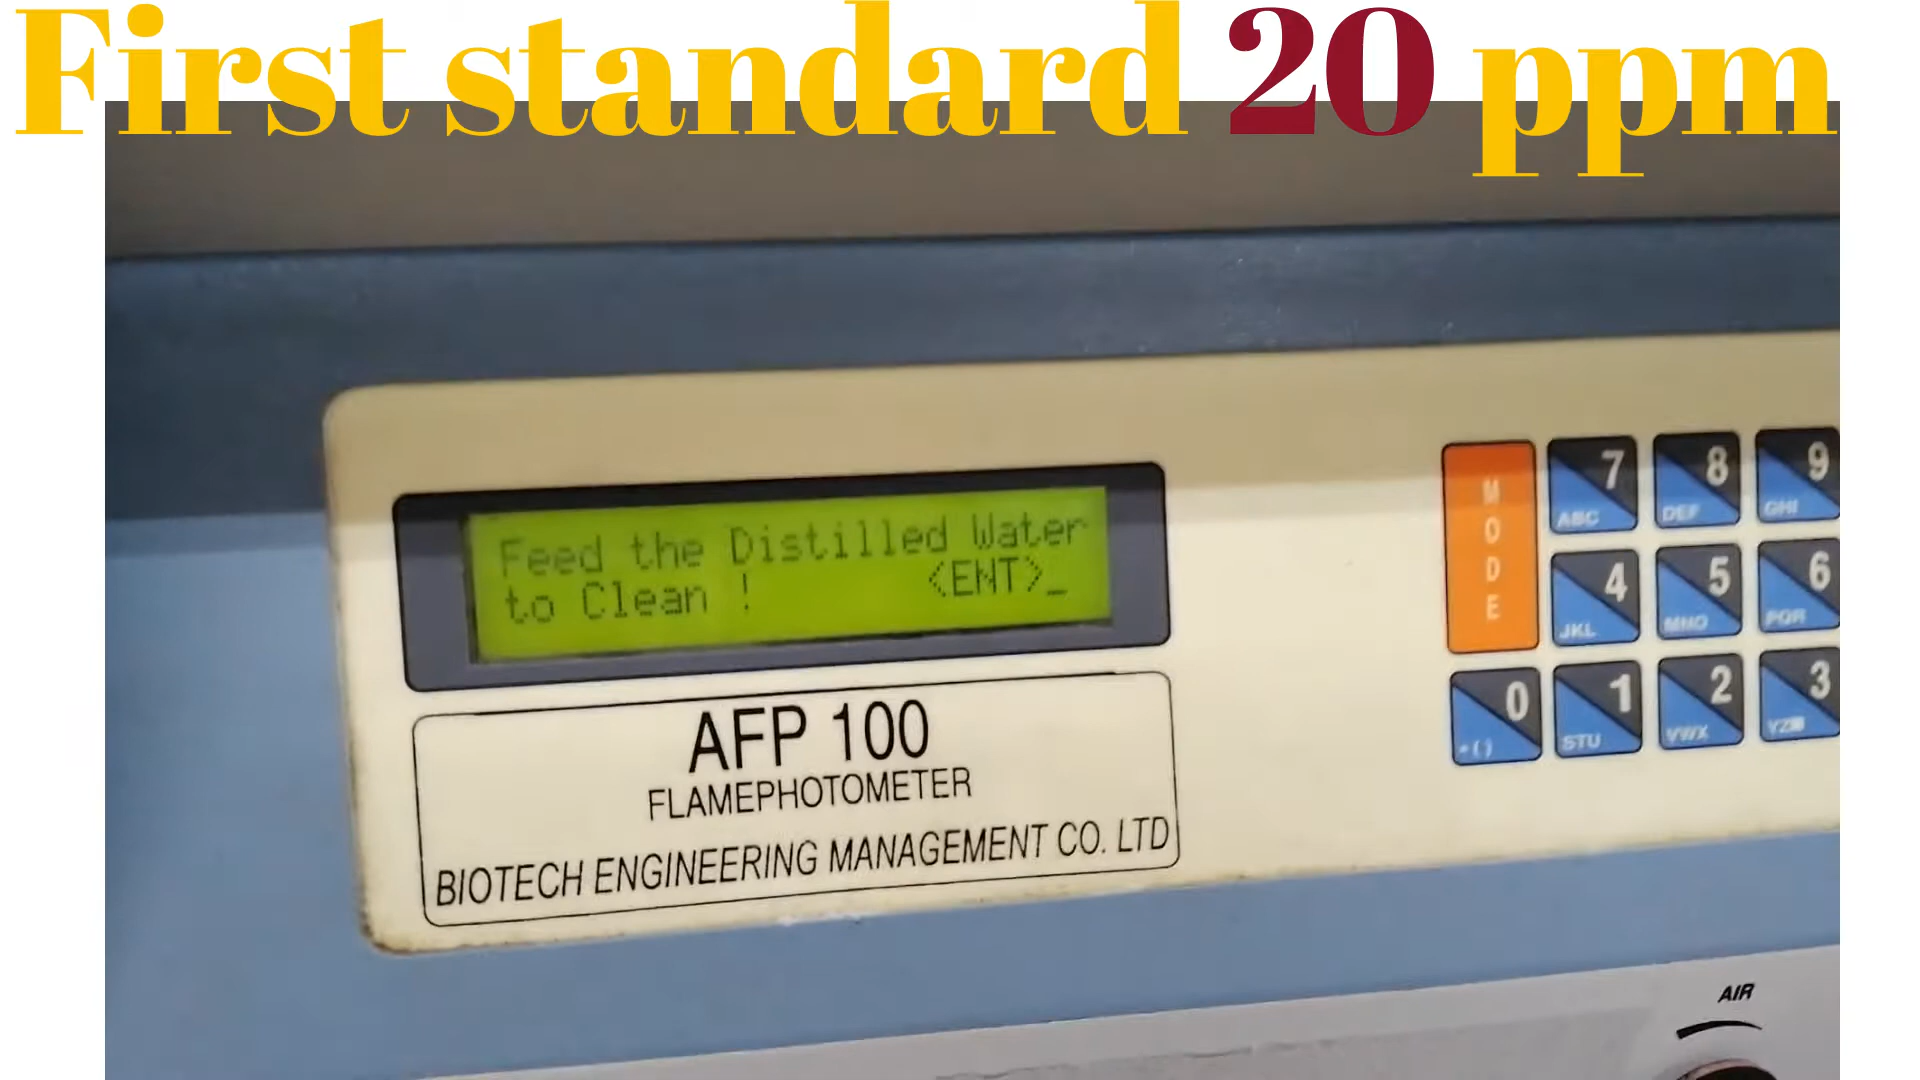 First standard 20 ppm
Feed the Distilled Water
to Clean ! <ENT>_
AFP 100
FLAMEPHOTOMETER
BIOTECH ENGINEERING MANAGEMENT CO. LTD
MODE
7 8 9
ABC DEF GHI
4 5 6
JKL MNO PQR
0 1 2 3
STU VWX
AIR